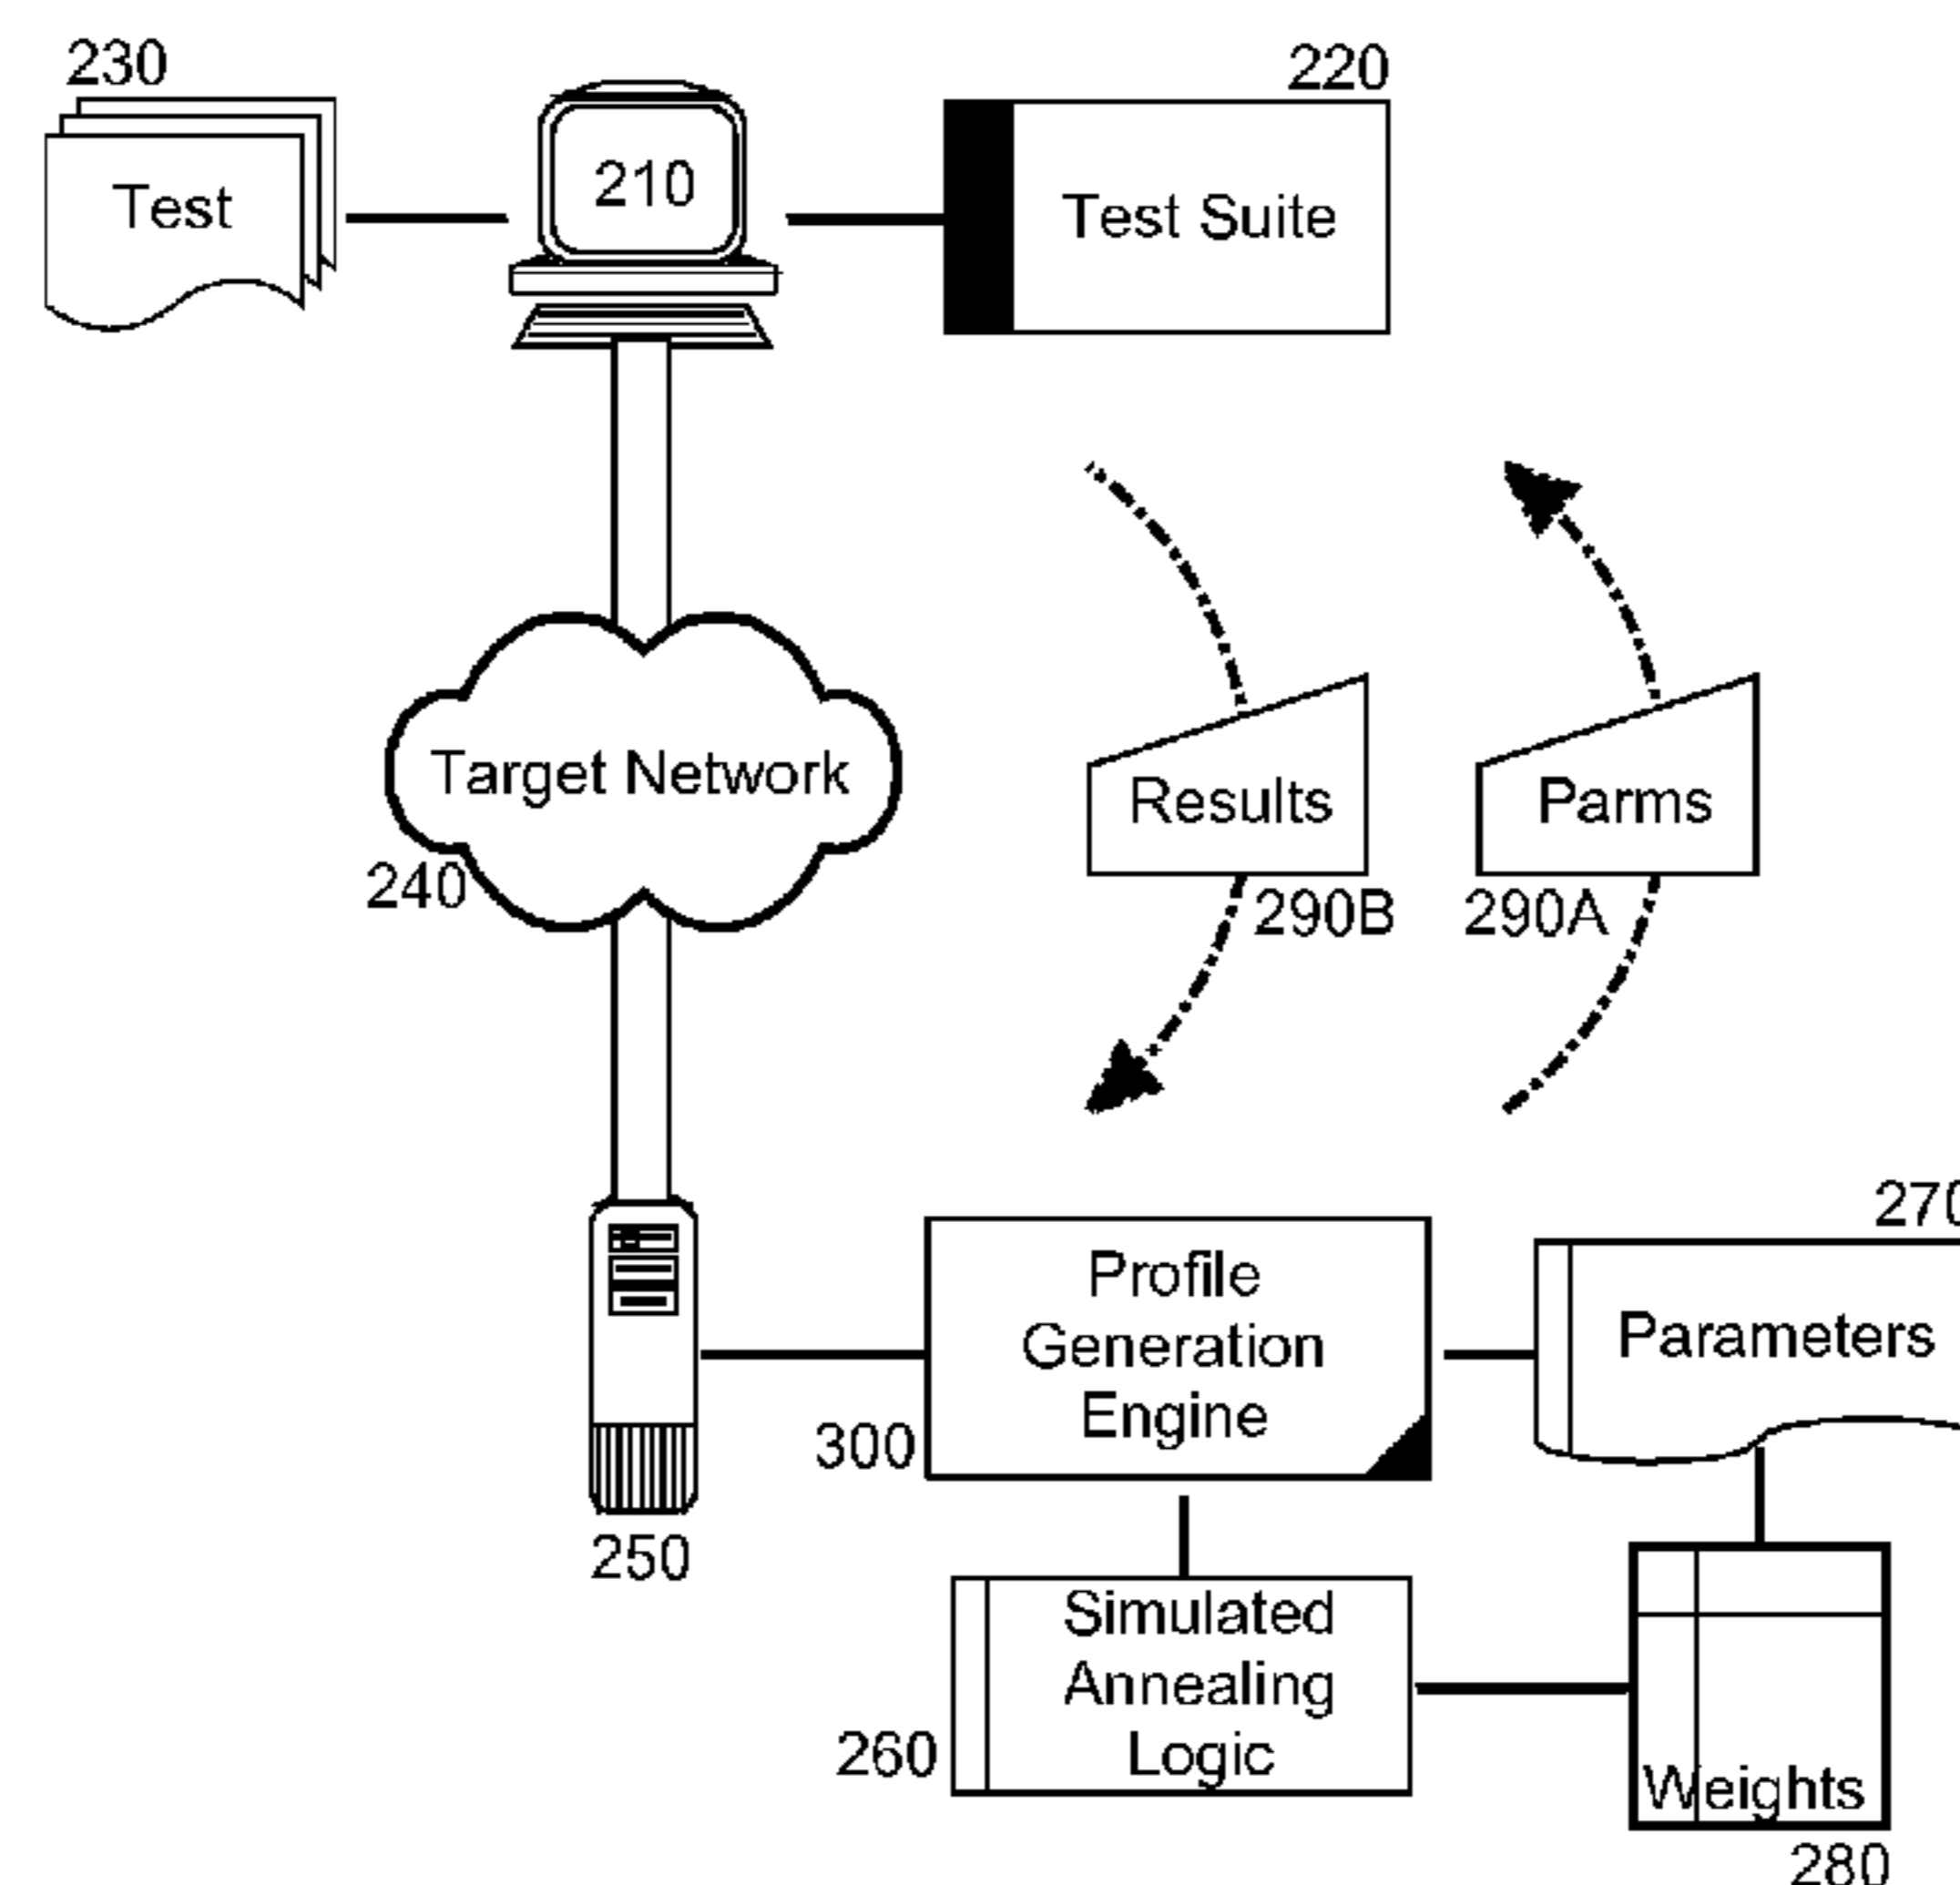 230
220
Test
210
Test Suite
Target Network
240
Results
Parms
290B
290A
270
Profile
Generation
Engine
Parameters
300
250
Simulated
Annealing
Logic
260
Weights
280